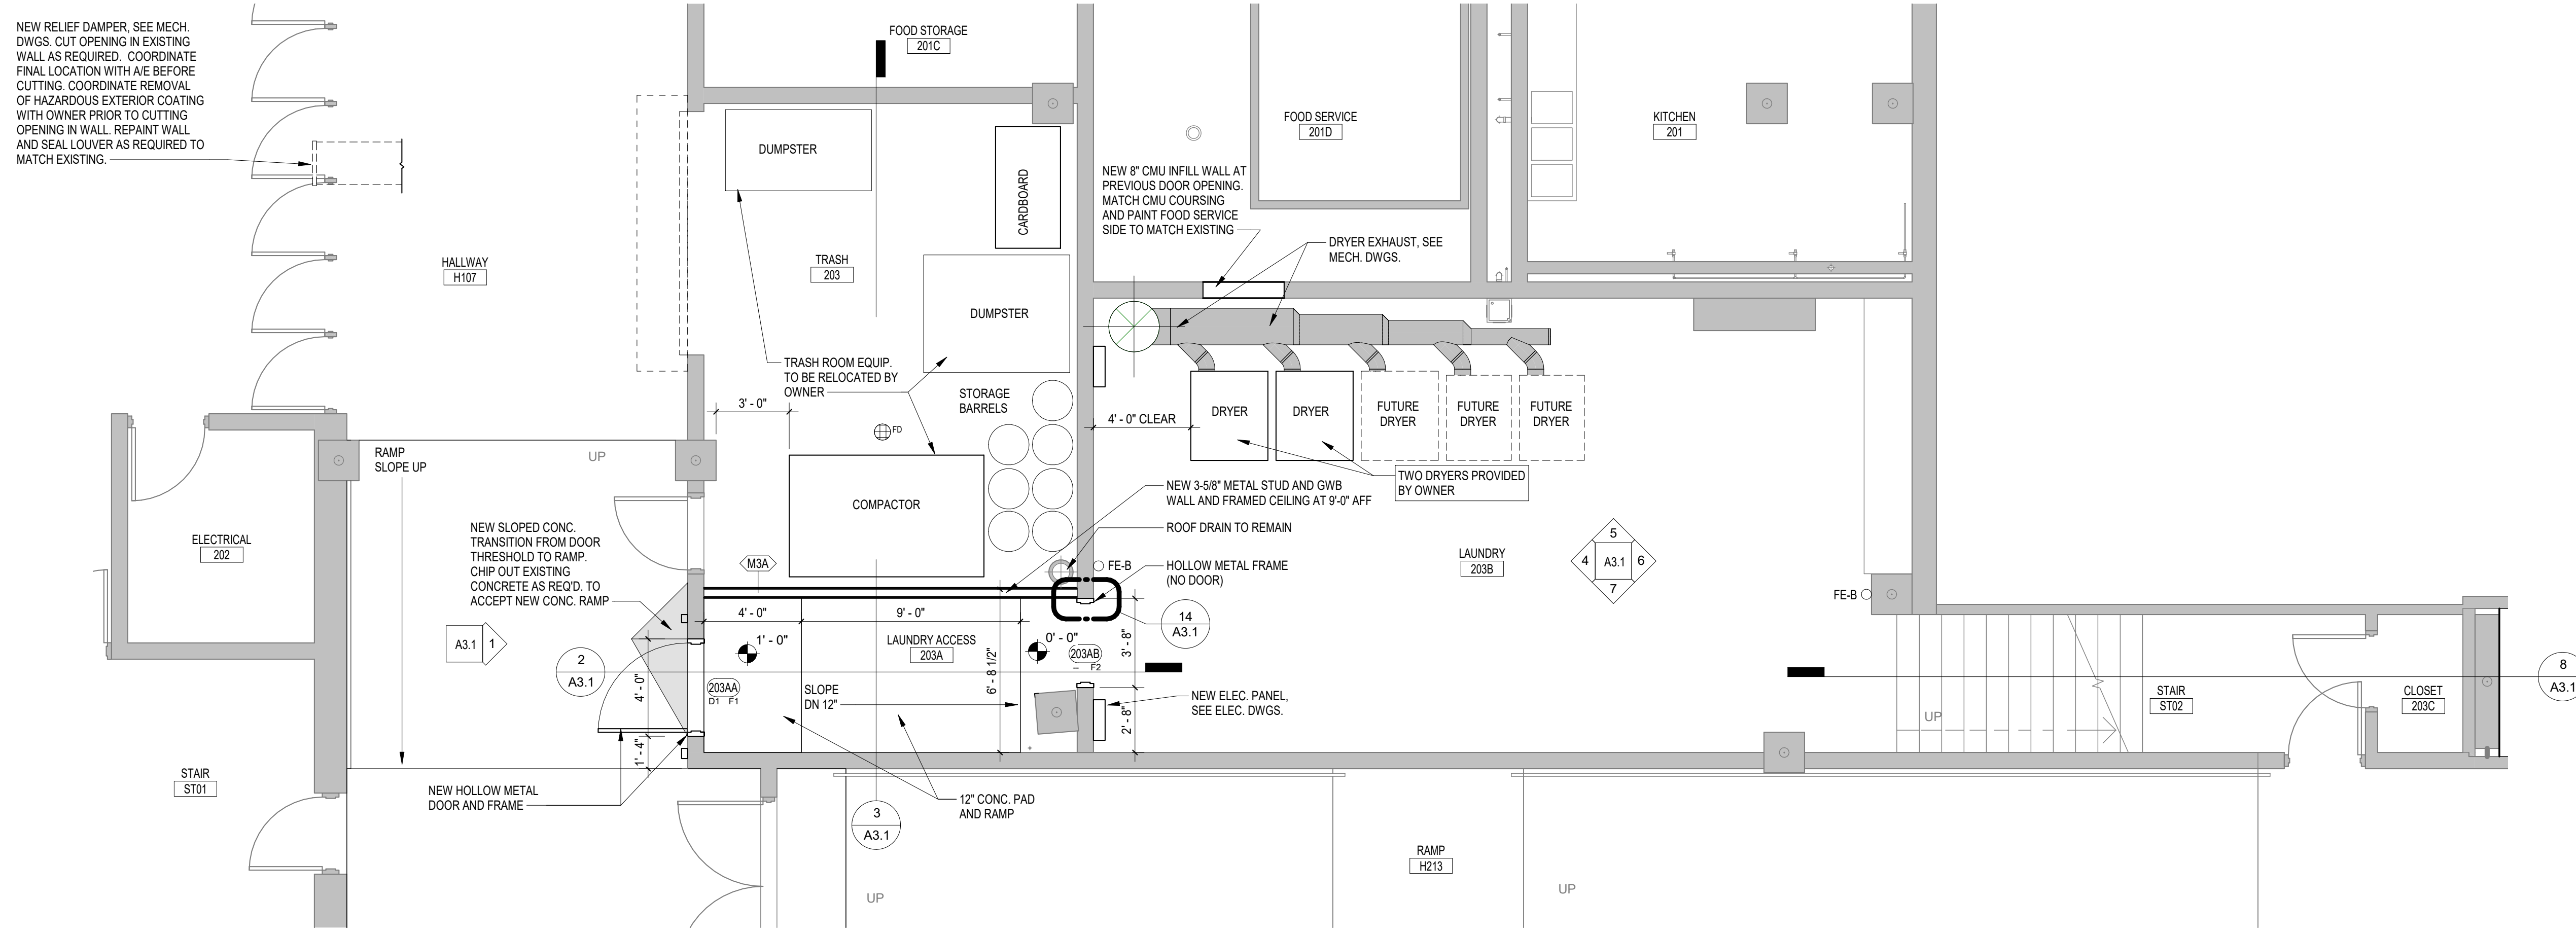 NEW RELIEF DAMPER, SEE MECH.
DWGS. CUT OPENING IN EXISTING
WALL AS REQUIRED. COORDINATE
FINAL LOCATION WITH A/E BEFORE
CUTTING. COORDINATE REMOVAL
OF HAZARDOUS EXTERIOR COATING
WITH OWNER PRIOR TO CUTTING
OPENING IN WALL. REPAINT WALL
AND SEAL LOUVER AS REQUIRED TO
MATCH EXISTING.
FOOD STORAGE
201C
DUMPSTER
CARDBOARD
FOOD SERVICE
201D
KITCHEN
201
NEW 8" CMU INFILL WALL AT
PREVIOUS DOOR OPENING.
MATCH CMU COURSING
AND PAINT FOOD SERVICE
SIDE TO MATCH EXISTING
DRYER EXHAUST, SEE
MECH. DWGS.
HALLWAY
H107
TRASH
203
DUMPSTER
TRASH ROOM EQUIP.
TO BE RELOCATED BY
OWNER
3' - 0"
STORAGE
BARRELS
FD
4' - 0" CLEAR
DRYER
DRYER
FUTURE
DRYER
FUTURE
DRYER
FUTURE
DRYER
TWO DRYERS PROVIDED
BY OWNER
RAMP
SLOPE UP
UP
COMPACTOR
NEW 3-5/8" METAL STUD AND GWB
WALL AND FRAMED CEILING AT 9'-0" AFF
ROOF DRAIN TO REMAIN
HOLLOW METAL FRAME
(NO DOOR)
FE-B
ELECTRICAL
202
NEW SLOPED CONC.
TRANSITION FROM DOOR
THRESHOLD TO RAMP.
CHIP OUT EXISTING
CONCRETE AS REQ'D. TO
ACCEPT NEW CONC. RAMP
M3A
LAUNDRY
203B
5
4
A3.1
6
7
FE-B
14
A3.1
A3.1
1
2
A3.1
4' - 0"
9' - 0"
1' - 0"
LAUNDRY ACCESS
203A
0' - 0"
203AB
-- F2
3' - 8"
6' - 8 1/2"
203AA
D1 F1
SLOPE
DN 12"
4' - 0"
1' - 4"
2' - 8"
NEW ELEC. PANEL,
SEE ELEC. DWGS.
UP
STAIR
ST02
CLOSET
203C
8
A3.1
STAIR
ST01
NEW HOLLOW METAL
DOOR AND FRAME
12" CONC. PAD
AND RAMP
3
A3.1
RAMP
H213
UP
UP